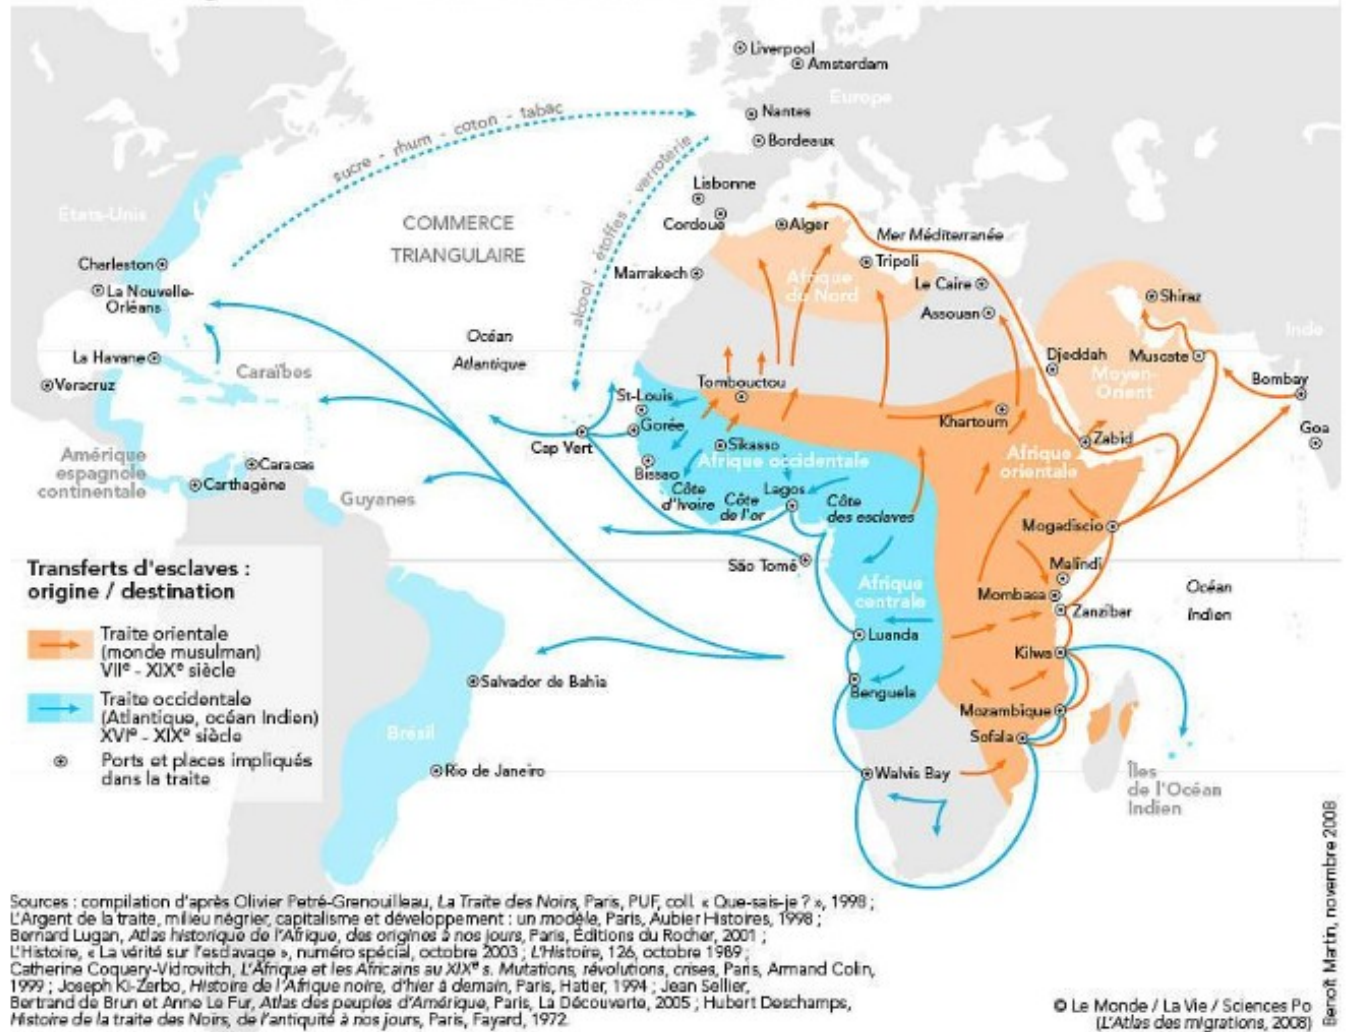 Liverpool
Amsterdam
Europe
Nantes
Bordeaux
sucre - rhum - coton - tabac
alcool - étoffes - verroterie
Lisbonne
Cordoue
Alger
Mer Méditerranée
États-Unis
COMMERCE
TRIANGULAIRE
Charleston
Marrakech
Tripoli
Afrique
du Nord
Le Caire
Shiraz
La Nouvelle-
Orléans
Assouan
Inde
Océan
Atlantique
La Havane
Djeddah
Muscate
Caraïbes
Moyen-
Orient
Veracruz
Tombouctou
Bombay
St-Louis
Khartoum
Gorée
Goa
Cap Vert
Sikasso
Zabid
Amérique
espagnole
continentale
Caracas
Bissao
Afrique occidentale
Afrique
orientale
Carthagène
Guyanes
Côte
d'Ivoire
Côte
de l'or
Lagos
Côte
des esclaves
Mogadiscio
São Tomé
Malindi
Transferts d'esclaves :
origine / destination
Afrique
centrale
Mombasa
Océan
Indien
Zanzibar
Traite orientale
(monde musulman)
VIIe - XIXe siècle
Luanda
Kilwa
Salvador de Bahia
Benguela
Traite occidentale
(Atlantique, océan Indien)
XVIe - XIXe siècle
Mozambique
Brésil
Sofala
Ports et places impliqués
dans la traite
Rio de Janeiro
Walvis Bay
Îles
de l'Océan
Indien
Sources : compilation d'après Olivier Petré-Grenouilleau, La Traite des Noirs, Paris, PUF, coll. « Que-sais-je ? », 1998 ;
L'Argent de la traite, milieu négrier, capitalisme et développement : un modèle, Paris, Aubier Histoires, 1998 ;
Bernard Lugan, Atlas historique de l'Afrique, des origines à nos jours, Paris, Éditions du Rocher, 2001 ;
L'Histoire, « La vérité sur l'esclavage », numéro spécial, octobre 2003 ; L'Histoire, 126, octobre 1989 ;
Catherine Coquery-Vidrovitch, L'Afrique et les Africains au XIXe s. Mutations, révolutions, crises, Paris, Armand Colin,
1999 ; Joseph Ki-Zerbo, Histoire de l'Afrique noire, d'hier à demain, Paris, Hatier, 1994 ; Jean Sellier,
Bertrand de Brun et Anne Le Fur, Atlas des peuples d'Amérique, Paris, La Découverte, 2005 ; Hubert Deschamps,
Histoire de la traite des Noirs, de l'antiquité à nos jours, Paris, Fayard, 1972.
© Le Monde / La Vie / Sciences Po
(L'Atlas des migrations, 2008)
Benoît Martin, novembre 2008